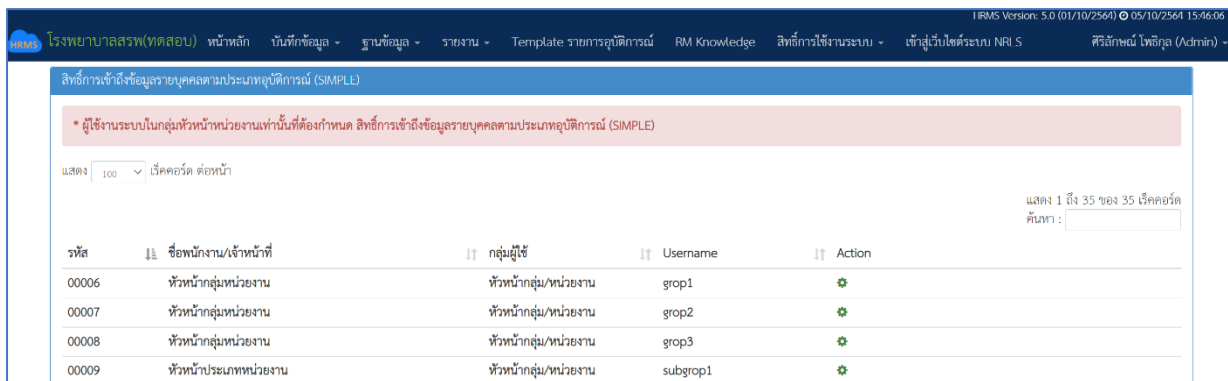 HRMS Version: 5.0 (01/10/2564) 05/10/2564 15:46:06
HRMS โรงพยาบาลสรพ(ทดสอบ) หน้าหลัก บันทึกข้อมูล ฐานข้อมูล รายงาน Template รายการอุบัติการณ์ RM Knowledge สิทธิ์การใช้งานระบบ เข้าสู่เว็บไซต์ระบบ NRLS ศิริลักษณ์ โพธิกุล (Admin)
สิทธิ์การเข้าถึงข้อมูลรายบุคคลตามประเภทอุบัติการณ์ (SIMPLE)
* ผู้ใช้งานระบบในกลุ่มหัวหน้าหน่วยงานเท่านั้นที่ต้องกำหนด สิทธิ์การเข้าถึงข้อมูลรายบุคคลตามประเภทอุบัติการณ์ (SIMPLE)
แสดง 100 เร็คคอร์ด ต่อหน้า
แสดง 1 ถึง 35 ของ 35 เร็คคอร์ด
ค้นหา :
รหัส ชื่อพนักงาน/เจ้าหน้าที่ กลุ่มผู้ใช้ Username Action
00006 หัวหน้ากลุ่มหน่วยงาน หัวหน้ากลุ่ม/หน่วยงาน grop1
00007 หัวหน้ากลุ่มหน่วยงาน หัวหน้ากลุ่ม/หน่วยงาน grop2
00008 หัวหน้ากลุ่มหน่วยงาน หัวหน้ากลุ่ม/หน่วยงาน grop3
00009 หัวหน้าประเภทหน่วยงาน หัวหน้ากลุ่ม/หน่วยงาน subgrop1